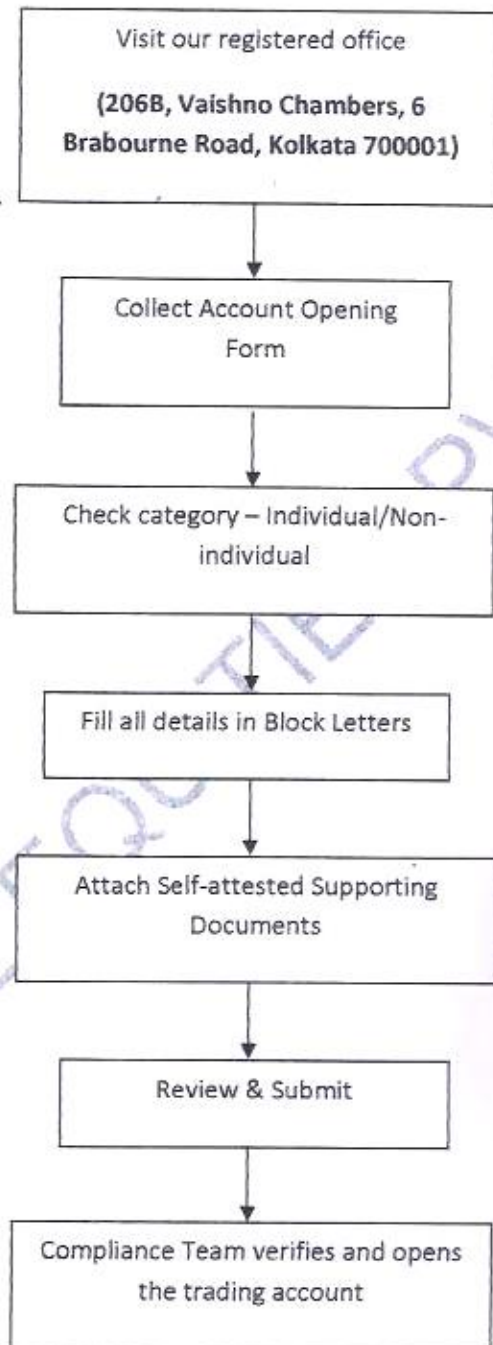 Visit our registered office
(206B, Vaishno Chambers, 6
Brabourne Road, Kolkata 700001)
Collect Account Opening
Form
Check category – Individual/Non-
individual
Fill all details in Block Letters
Attach Self-attested Supporting
Documents
Review & Submit
Compliance Team verifies and opens
the trading account